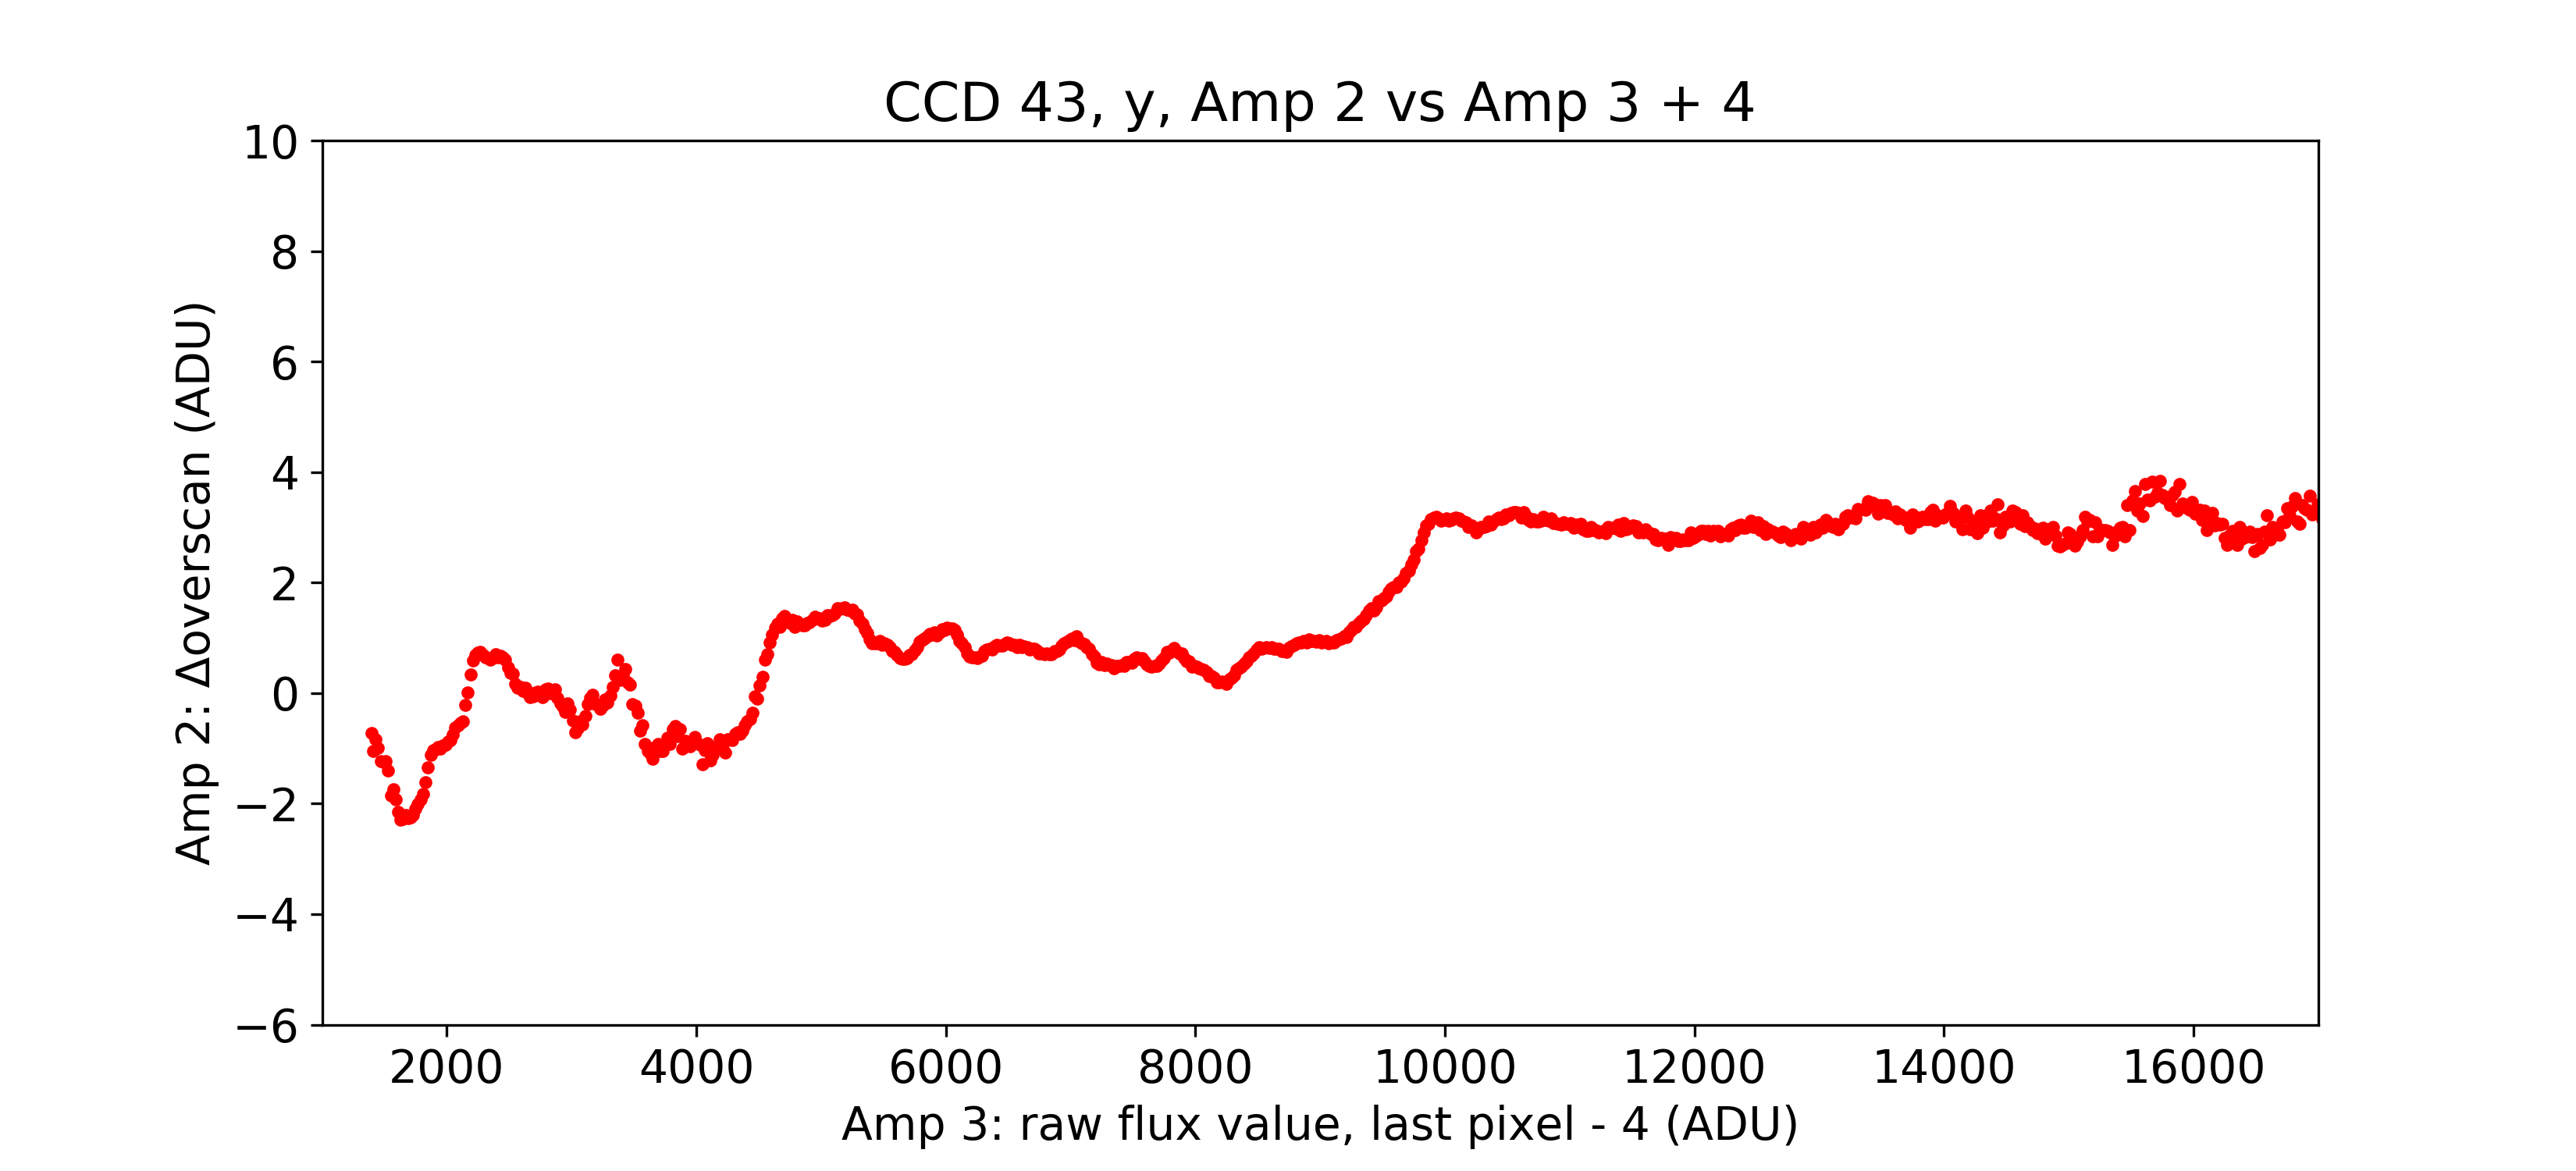 CCD 43, y, Amp 2 vs Amp 3 + 4
10
8
6
4
2
0
−2
−4
−6
Amp 2: Δoverscan (ADU)
2000 4000 6000 8000 10000 12000 14000 16000
Amp 3: raw flux value, last pixel - 4 (ADU)